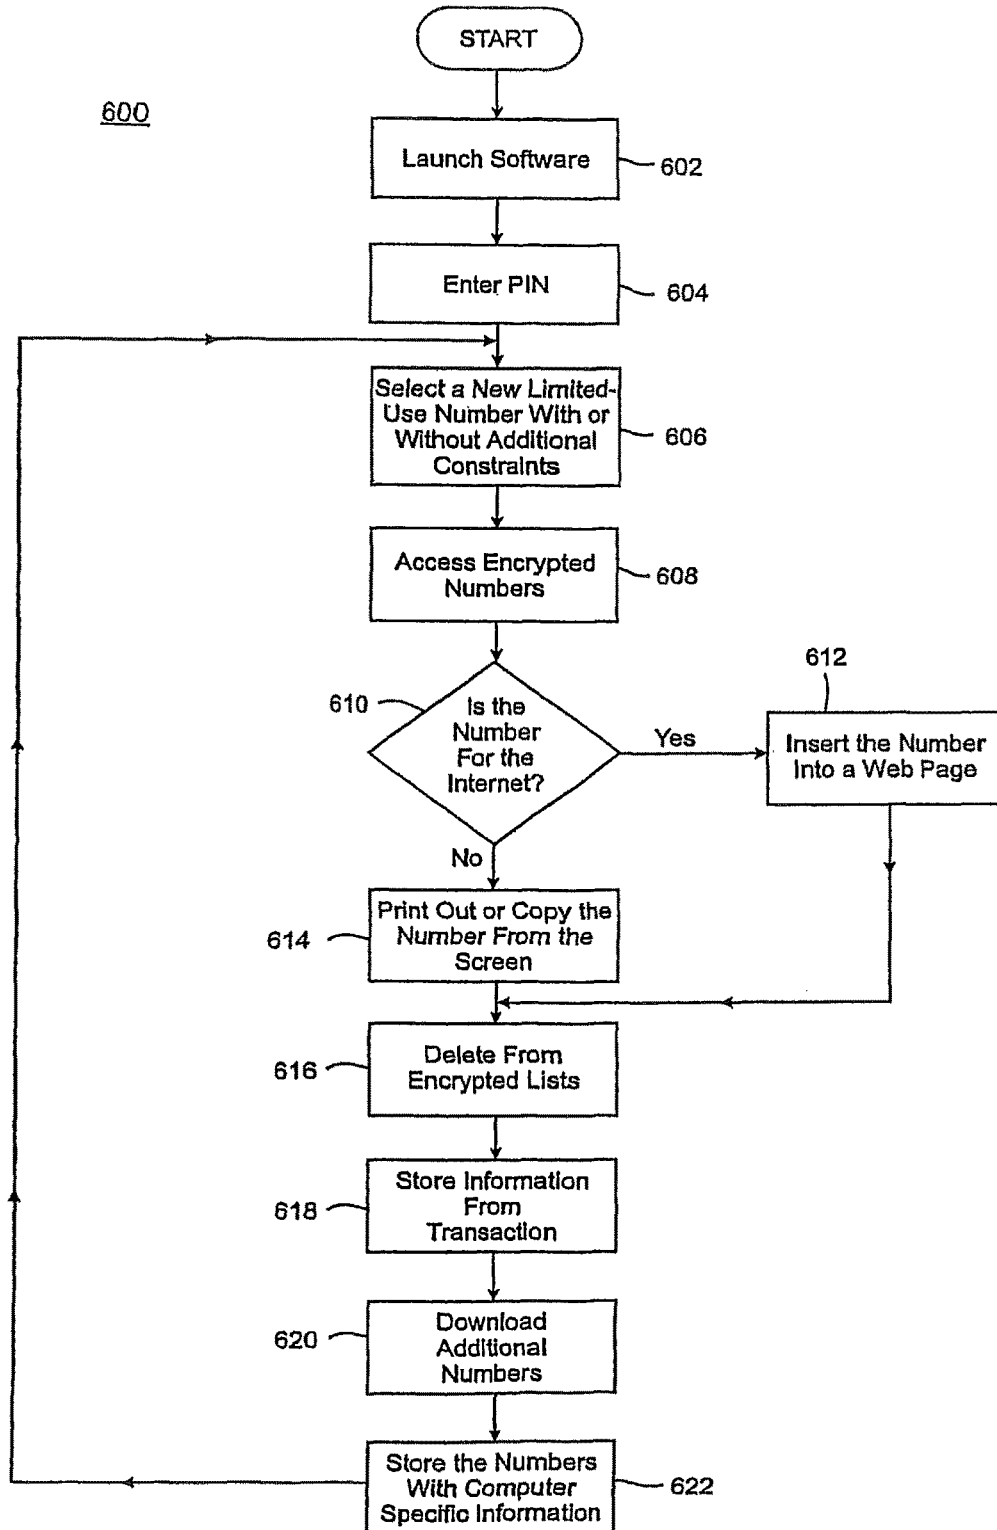 START
600
Launch Software
602
Enter PIN
604
Select a New Limited-
Use Number With or
Without Additional
Constraints
606
Access Encrypted
Numbers
608
610
Is the
Number
For the
Internet?
Yes
612
Insert the Number
Into a Web Page
No
614
Print Out or Copy the
Number From the
Screen
616
Delete From
Encrypted Lists
618
Store Information
From
Transaction
620
Download
Additional
Numbers
Store the Numbers
With Computer
Specific Information
622